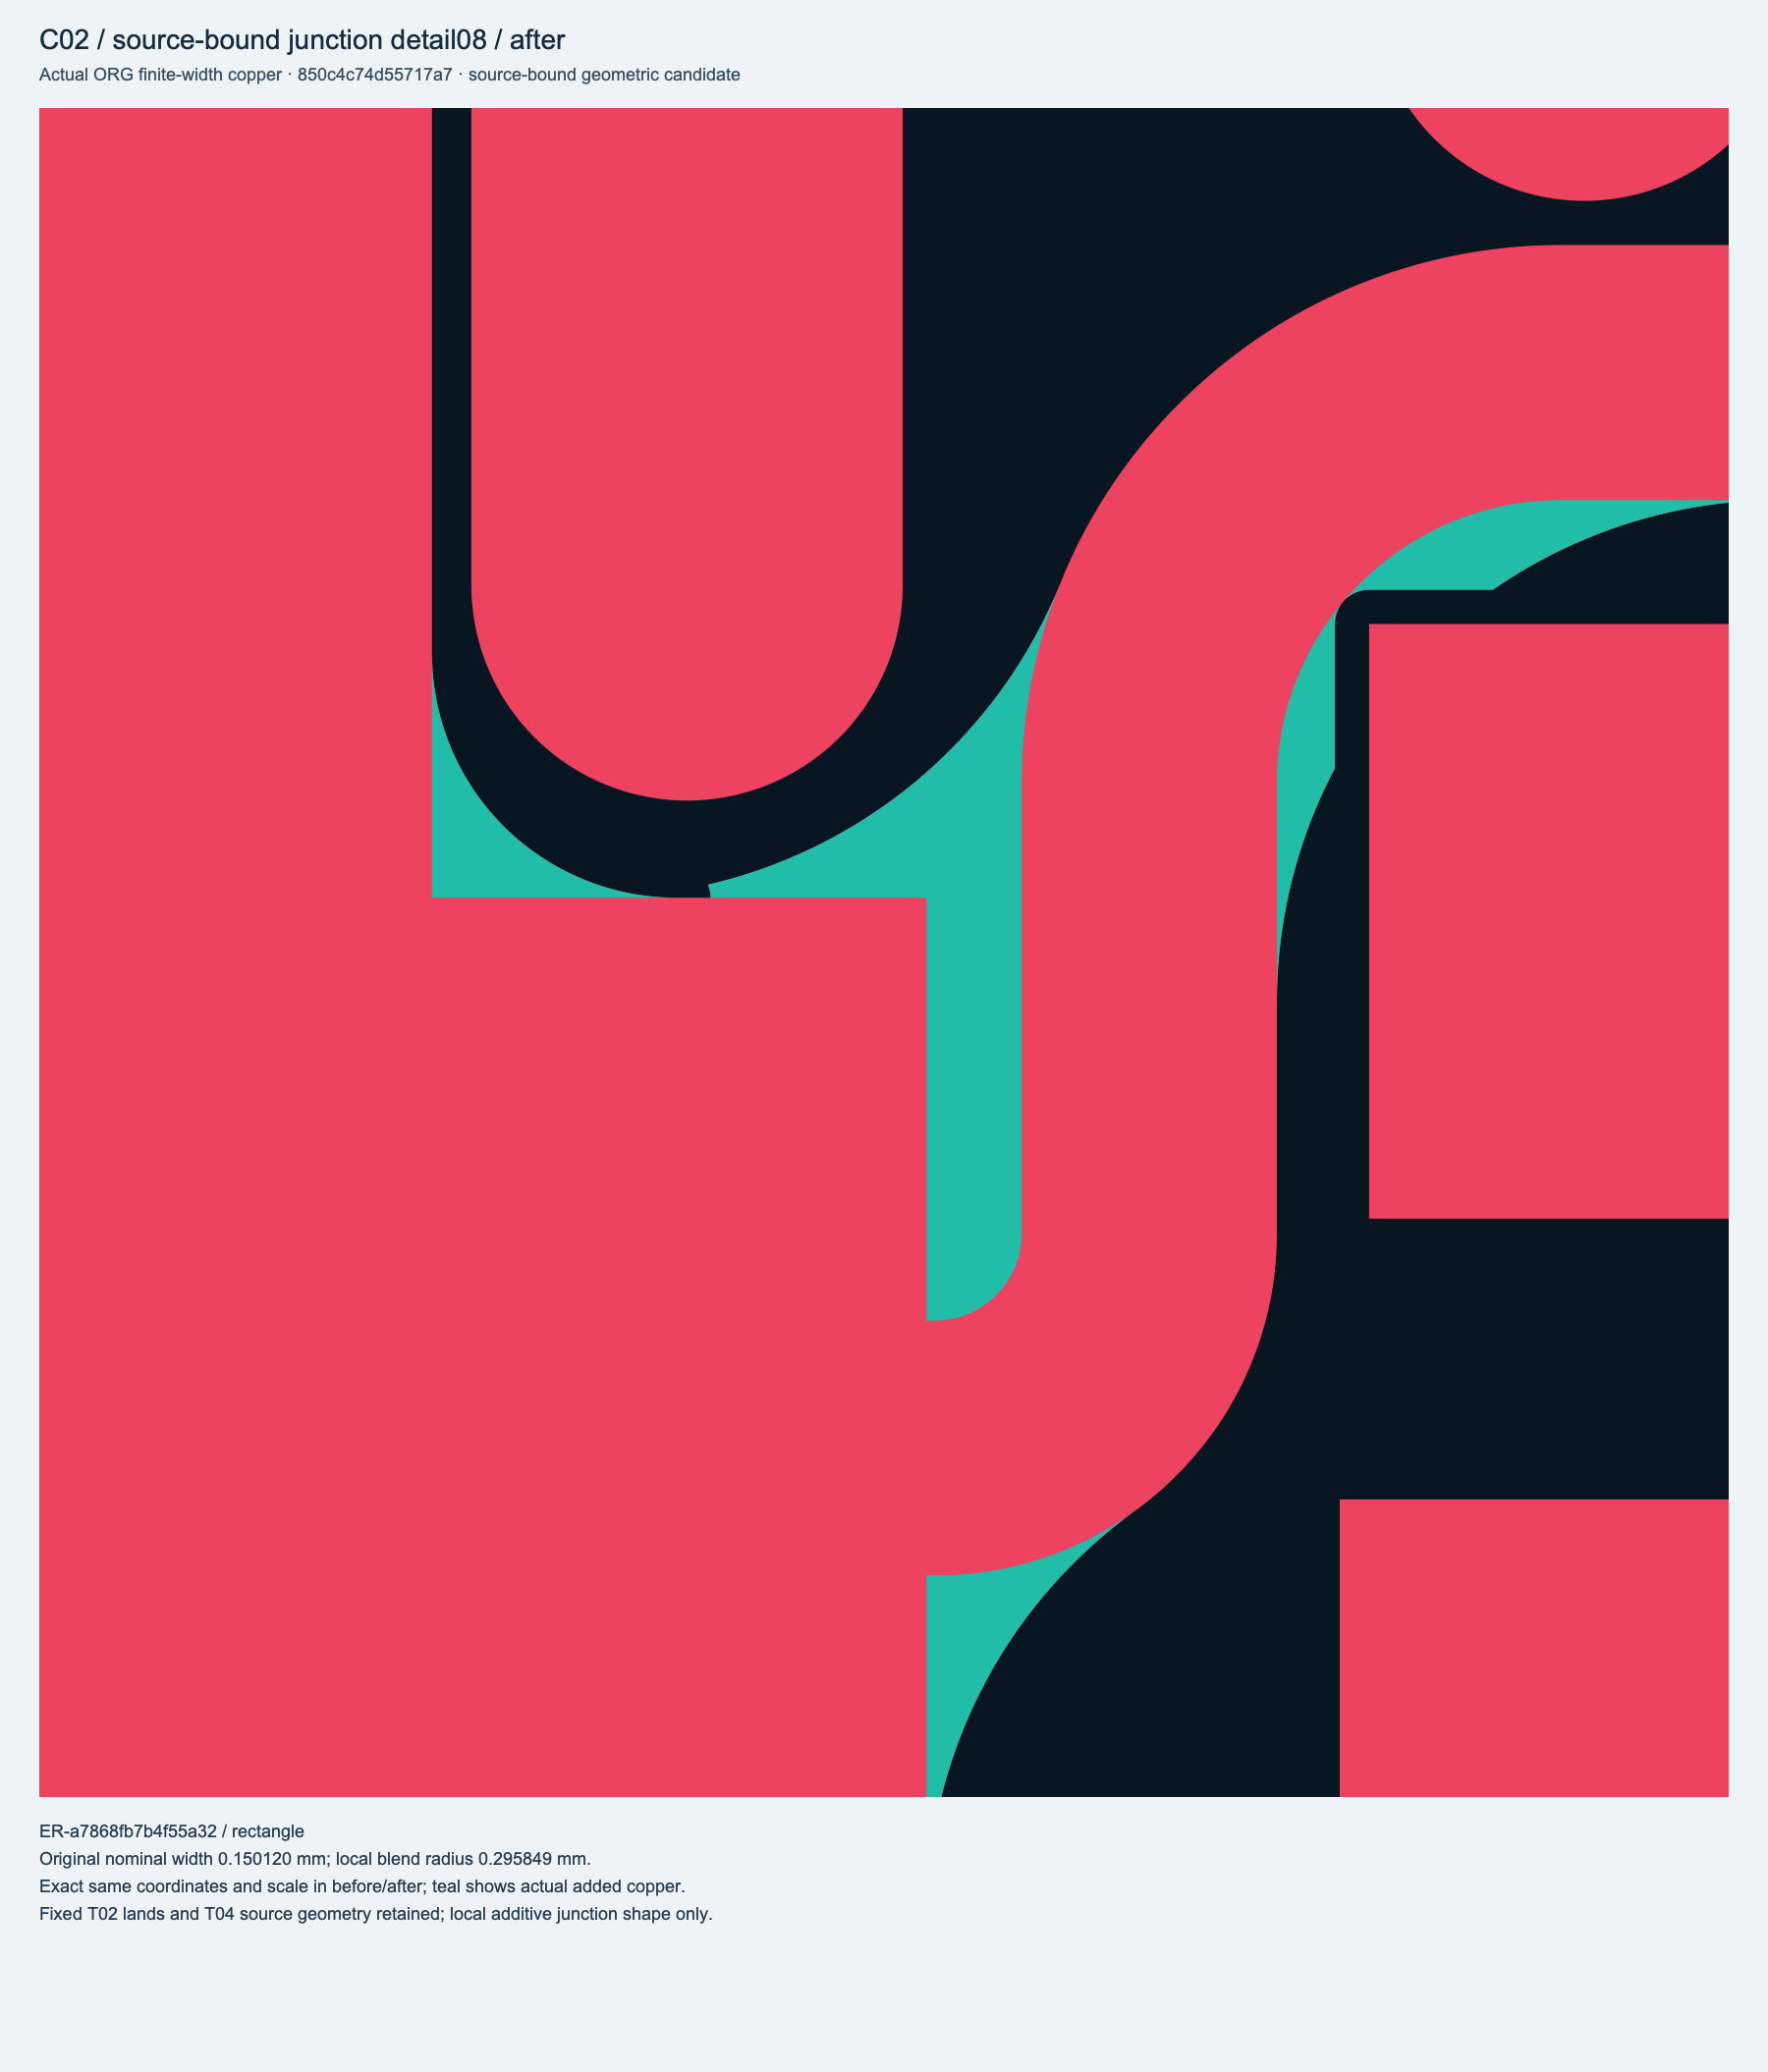 C02 / source-bound junction detail08 / after
Actual ORG finite-width copper · 850c4c74d55717a7 · source-bound geometric candidate
ER-a7868fb7b4f55a32 / rectangle
Original nominal width 0.150120 mm; local blend radius 0.295849 mm.
Exact same coordinates and scale in before/after; teal shows actual added copper.
Fixed T02 lands and T04 source geometry retained; local additive junction shape only.